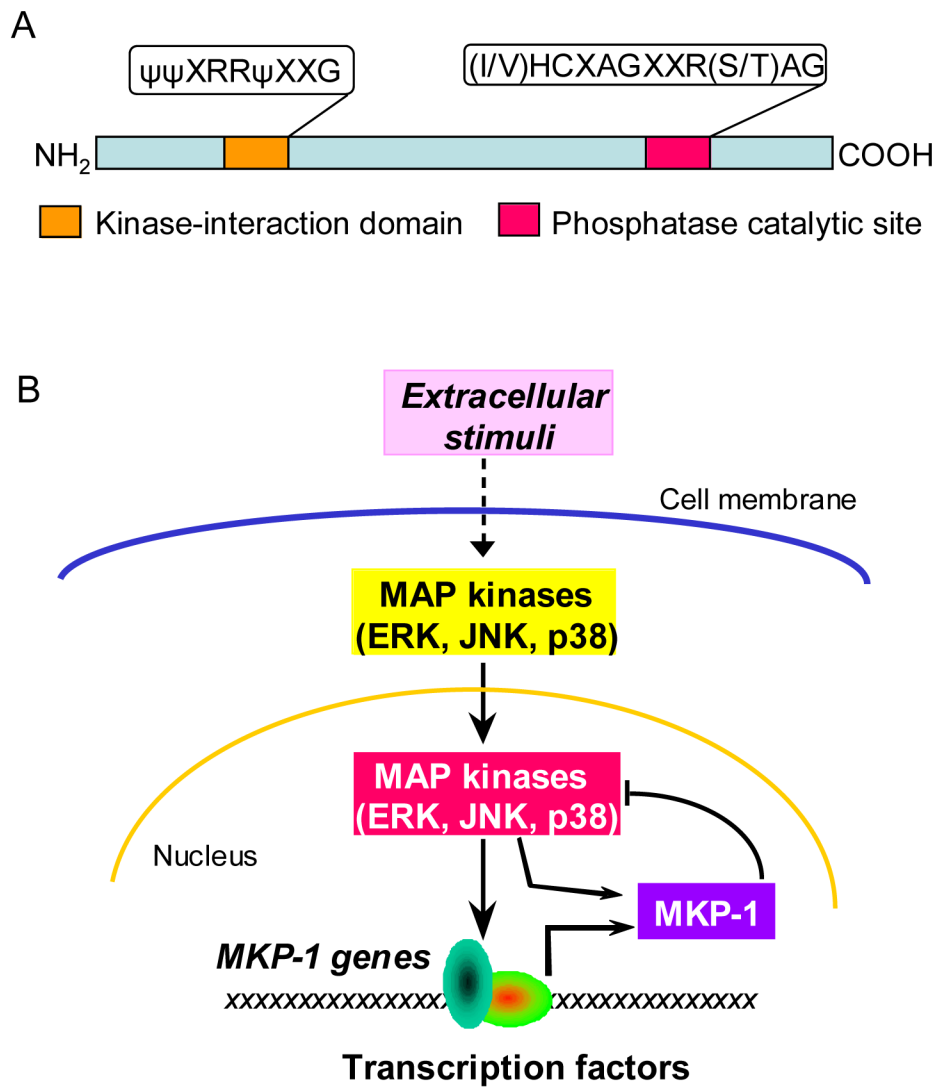 A
ψψXRRψXXG
(I/V)HCXAGXXR(S/T)AG
NH2
COOH
Kinase-interaction domain
Phosphatase catalytic site
B
Extracellular
stimuli
Cell membrane
MAP kinases
(ERK, JNK, p38)
MAP kinases
(ERK, JNK, p38)
Nucleus
MKP-1
MKP-1 genes
xxxxxxxxxxxxxxx xxxxxxxxxxxxxx
Transcription factors